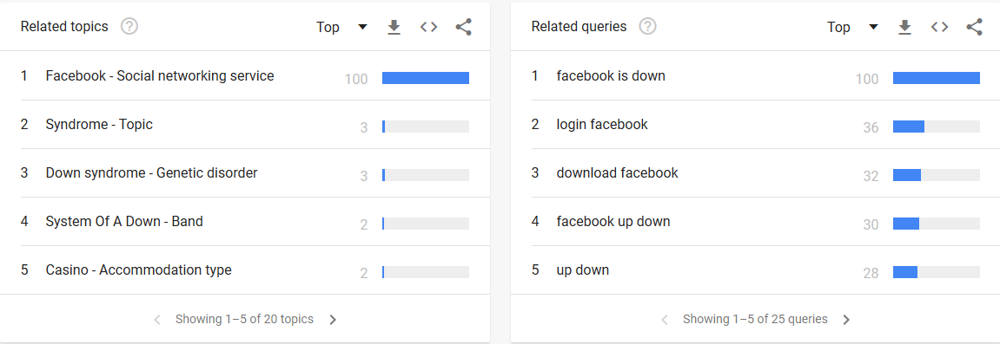 Related topics ? Top
1 Facebook - Social networking service 100
2 Syndrome - Topic 3
3 Down syndrome - Genetic disorder 3
4 System Of A Down - Band 2
5 Casino - Accommodation type 2
Showing 1–5 of 20 topics
Related queries ? Top
1 facebook is down 100
2 login facebook 36
3 download facebook 32
4 facebook up down 30
5 up down 28
Showing 1–5 of 25 queries